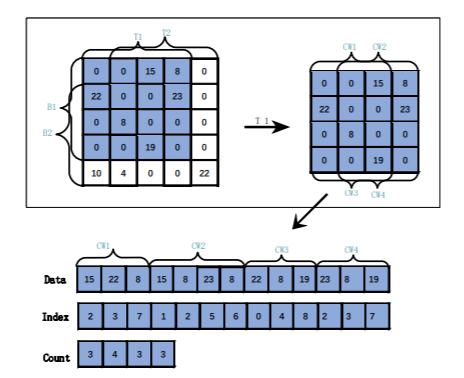 T1 T2
CW1 CW2
0 0 15 8 0
22 0 0 23 0
0 8 0 0 0
0 0 19 0 0
10 4 0 0 22
B1
B2
T 1
0 0 15 8
22 0 0 23
0 8 0 0
0 0 19 0
CW3 CW4
CW1 CW2 CW3 CW4
Data 15 22 8 15 8 23 8 22 8 19 23 8 19
Index 2 3 7 1 2 5 6 0 4 8 2 3 7
Count 3 4 3 3